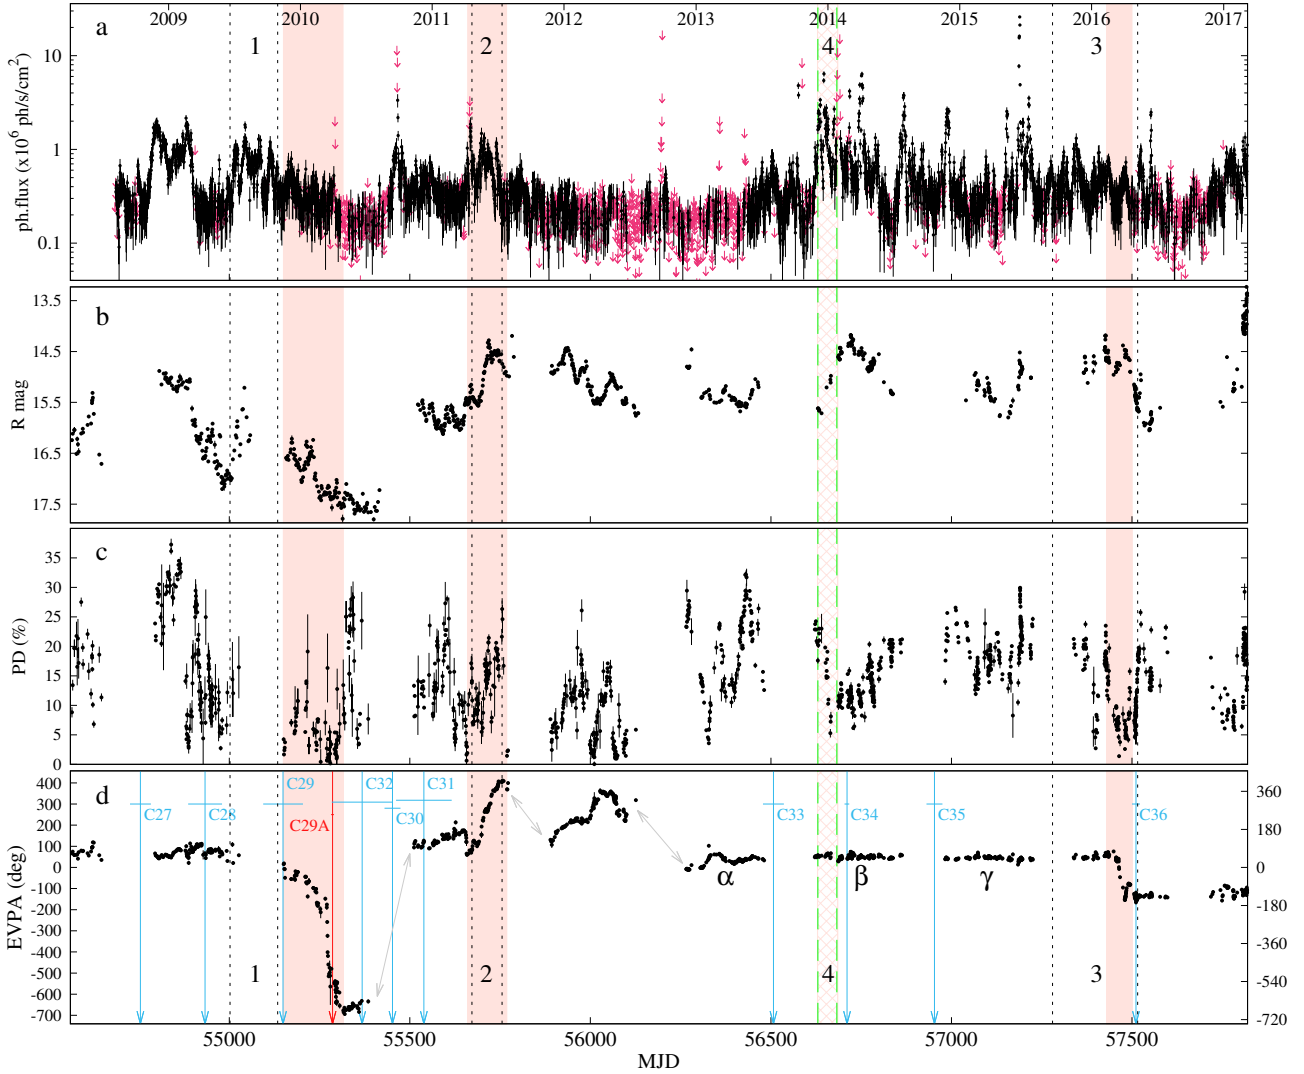 2009 2010 2011 2012 2013 2014 2015 2016 2017
a 1 2 4 3
10
1
0.1
ph.flux (x10⁶ ph/s/cm²)
b
13.5
14.5
15.5
16.5
17.5
R mag
c
35
30
25
20
15
10
5
0
PD (%)
d
400
300
200
100
0
-100
-200
-300
-400
-500
-600
-700
EVPA (deg)
360
180
0
-180
-360
-540
-720
C29 C32 C31
C27 C28 C29A C30 C33 C34 C35 C36
α β γ
1 2 4 3
55000 55500 56000 56500 57000 57500
MJD